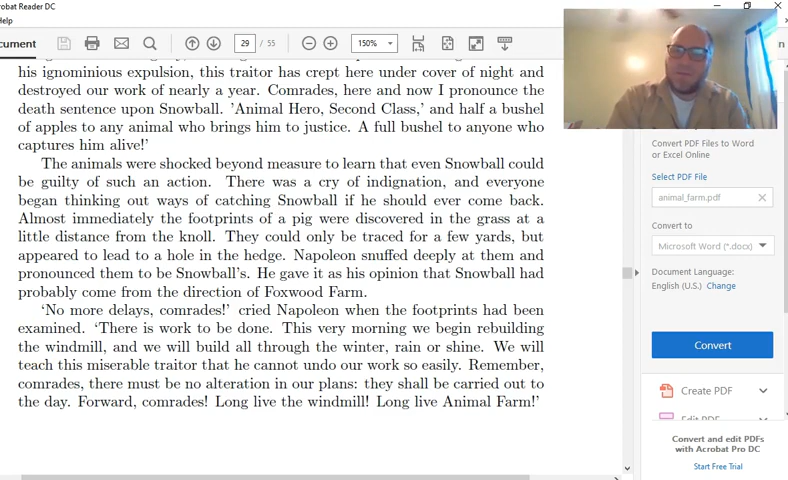 obat Reader DC
Help
ocument
29 / 55
150%
his ignominious expulsion, this traitor has crept here under cover of night and
destroyed our work of nearly a year. Comrades, here and now I pronounce the
death sentence upon Snowball. 'Animal Hero, Second Class,' and half a bushel
of apples to any animal who brings him to justice. A full bushel to anyone who
captures him alive!'
The animals were shocked beyond measure to learn that even Snowball could
be guilty of such an action. There was a cry of indignation, and everyone
began thinking out ways of catching Snowball if he should ever come back.
Almost immediately the footprints of a pig were discovered in the grass at a
little distance from the knoll. They could only be traced for a few yards, but
appeared to lead to a hole in the hedge. Napoleon snuffed deeply at them and
pronounced them to be Snowball's. He gave it as his opinion that Snowball had
probably come from the direction of Foxwood Farm.
'No more delays, comrades!' cried Napoleon when the footprints had been
examined. 'There is work to be done. This very morning we begin rebuilding
the windmill, and we will build all through the winter, rain or shine. We will
teach this miserable traitor that he cannot undo our work so easily. Remember,
comrades, there must be no alteration in our plans: they shall be carried out to
the day. Forward, comrades! Long live the windmill! Long live Animal Farm!'
Convert PDF Files to Word
or Excel Online
Select PDF File
animal_farm.pdf
Convert to
Microsoft Word (*.docx)
Document Language:
English (U.S.) Change
Convert
Create PDF
Edit PDF
Convert and edit PDFs
with Acrobat Pro DC
Start Free Trial